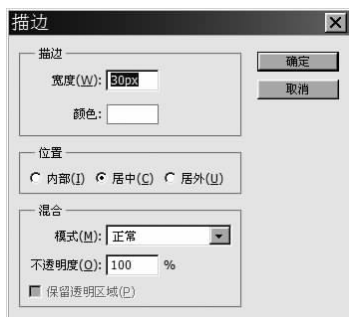 描边
描边
宽度(W): 30px
颜色:
确定
取消
位置
内部(I) 居中(C) 居外(U)
混合
模式(M): 正常
不透明度(O): 100 %
保留透明区域(P)